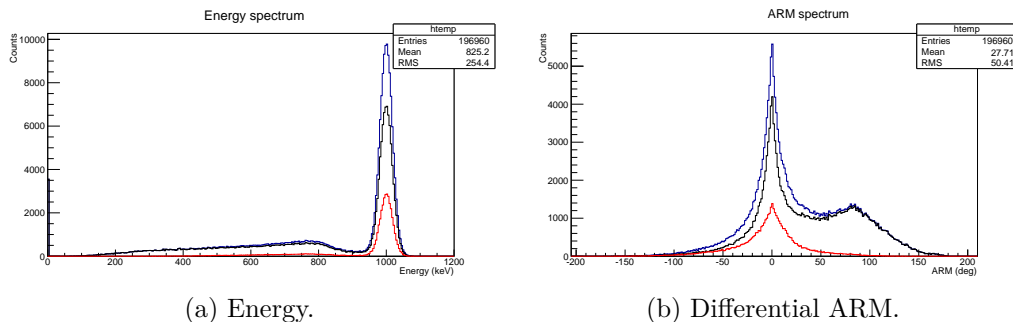 Energy spectrum
htemp
Entries 196960
Mean 825.2
RMS 254.4
Counts
10000
8000
6000
4000
2000
0
0 200 400 600 800 1000 1200
Energy (keV)
(a) Energy.
ARM spectrum
htemp
Entries 196960
Mean 27.71
RMS 50.41
Counts
5000
4000
3000
2000
1000
0
-200 -150 -100 -50 0 50 100 150 200
ARM (deg)
(b) Differential ARM.